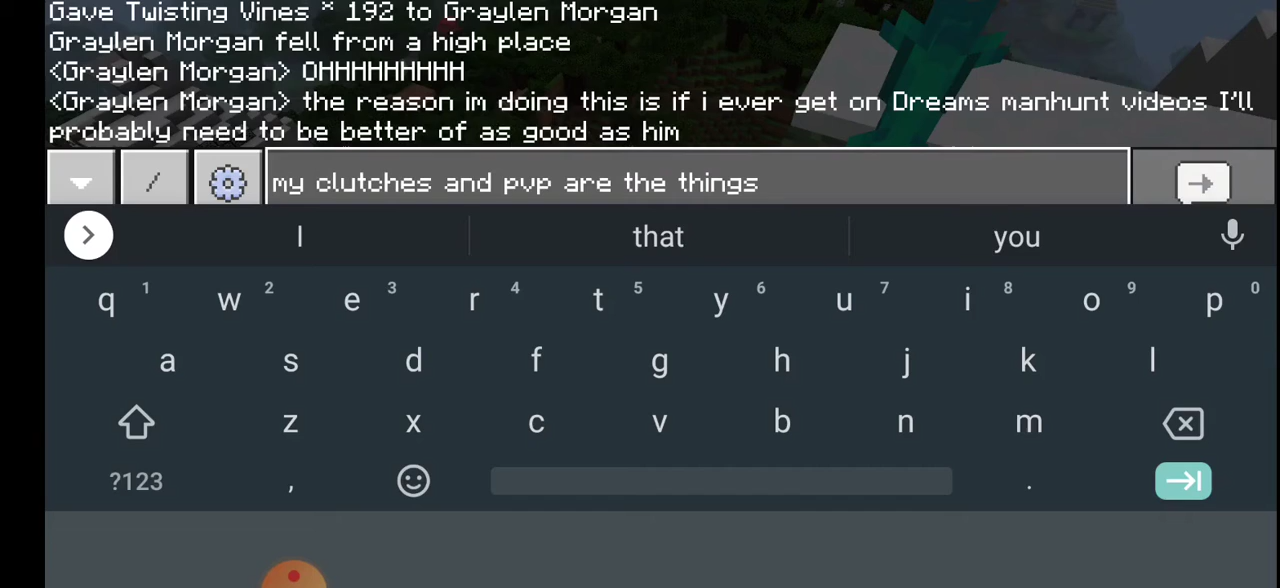 Gave Twisting Vines * 192 to Graylen Morgan
Graylen Morgan fell from a high place
<Graylen Morgan> OHHHHHHHHH
<Graylen Morgan> the reason im doing this is if i ever get on Dreams manhunt videos I'll
probably need to be better of as good as him
/ my clutches and pvp are the things
I that you
q 1 w 2 e 3 r 4 t 5 y 6 u 7 i 8 o 9 p 0
a s d f g h j k l
z x c v b n m
?123 , .